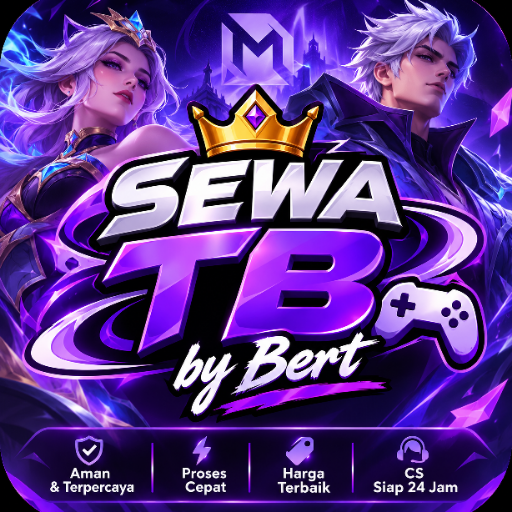 M
SEWA
TB
by Bert
Aman
& Terpercaya
Proses
Cepat
Harga
Terbaik
CS
Siap 24 Jam